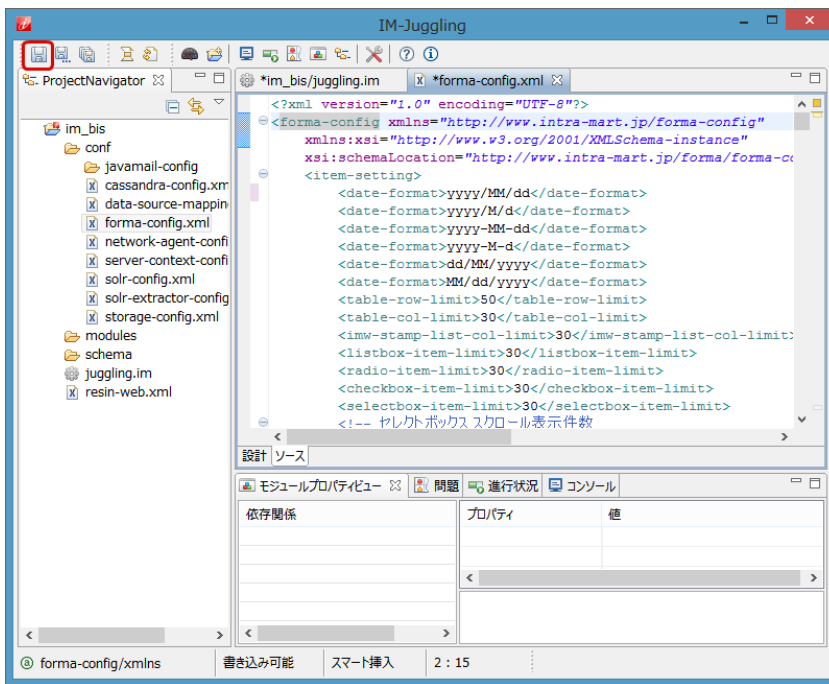 IM-Juggling
ProjectNavigator
*im_bis/juggling.im
*forma-config.xml
im_bis
conf
javamail-config
cassandra-config.xm
data-source-mappin
forma-config.xml
network-agent-confi
server-context-confi
solr-config.xml
solr-extractor-config
storage-config.xml
modules
schema
juggling.im
resin-web.xml
<?xml version="1.0" encoding="UTF-8"?>
<forma-config xmlns="http://www.intra-mart.jp/forma-config"
xmlns:xsi="http://www.w3.org/2001/XMLSchema-instance"
xsi:schemaLocation="http://www.intra-mart.jp/forma/forma-co
<item-setting>
<date-format>yyyy/MM/dd</date-format>
<date-format>yyyy/M/d</date-format>
<date-format>yyyy-MM-dd</date-format>
<date-format>yyyy-M-d</date-format>
<date-format>dd/MM/yyyy</date-format>
<date-format>MM/dd/yyyy</date-format>
<table-row-limit>50</table-row-limit>
<table-col-limit>30</table-col-limit>
<imw-stamp-list-col-limit>30</imw-stamp-list-col-limit>
<listbox-item-limit>30</listbox-item-limit>
<radio-item-limit>30</radio-item-limit>
<checkbox-item-limit>30</checkbox-item-limit>
<selectbox-item-limit>30</selectbox-item-limit>
<!-- セレクトボックス スクロール表示件数
設計 ソース
モジュールプロパティビュー 問題 進行状況 コンソール
依存関係 プロパティ 値
forma-config/xmlns 書き込み可能 スマート挿入 2 : 15